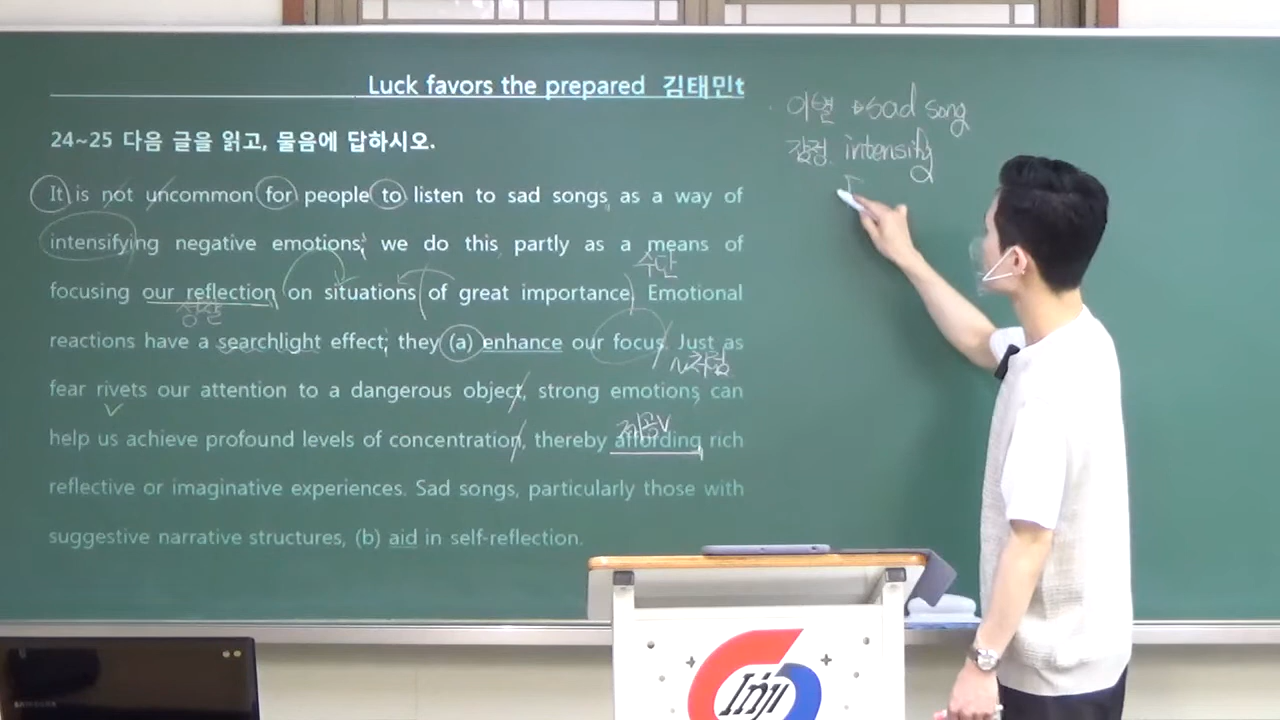 Luck favors the prepared 김태민t
24~25 다음 글을 읽고, 물음에 답하시오.
It is not uncommon for people to listen to sad songs as a way of
intensifying negative emotions; we do this partly as a means of
수단
focusing our reflection on situations of great importance. Emotional
성찰
reactions have a searchlight effect; they (a) enhance our focus. Just as
fear rivets our attention to a dangerous object, strong emotions can
help us achieve profound levels of concentration, thereby affording rich
reflective or imaginative experiences. Sad songs, particularly those with
suggestive narrative structures, (b) aid in self-reflection.
이별 sad song
감정 intensify
Inji
SAMSUNG